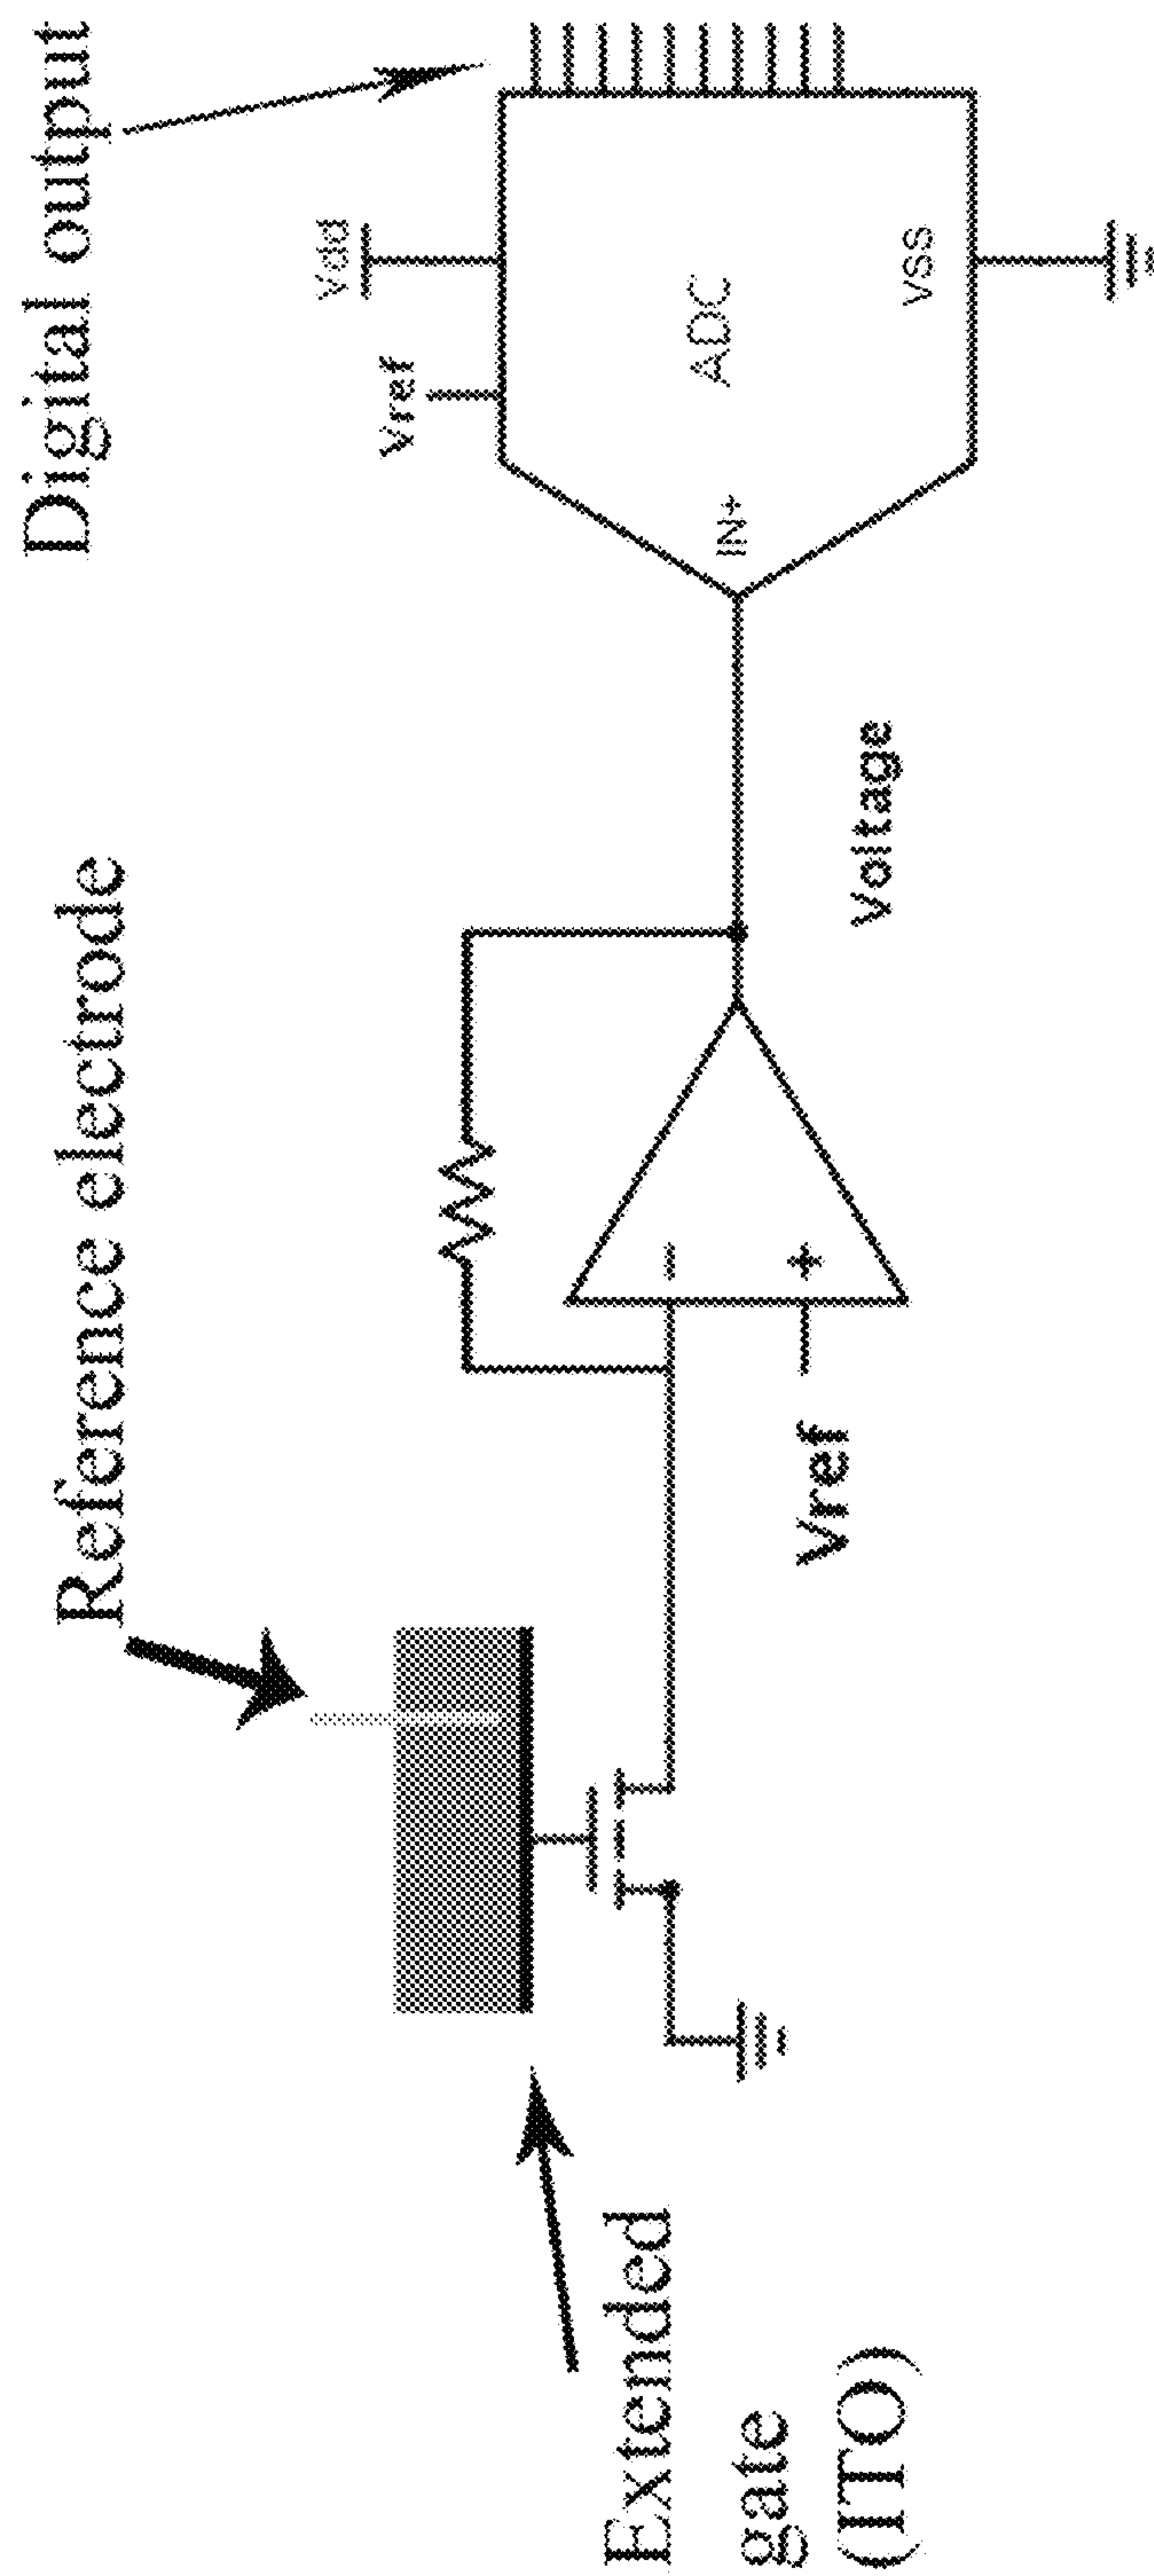 Digital output
Reference electrode
Vdd
Vref
ADC
IN+
VSS
Voltage
−
+
Vref
Extended
gate
(ITO)